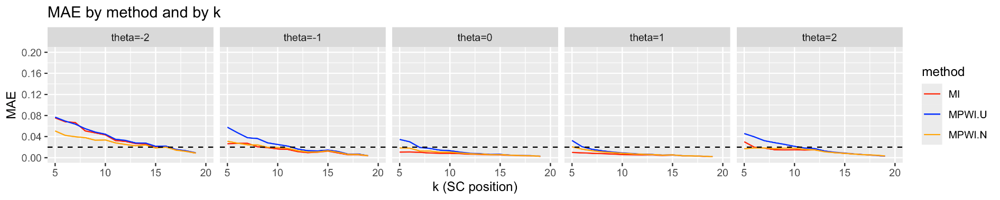 MAE by method and by k
theta=-2
theta=-1
theta=0
theta=1
theta=2
MAE
0.20
0.16
0.12
0.08
0.04
0.00
5 10 15 20
5 10 15 20
5 10 15 20
5 10 15 20
5 10 15 20
k (SC position)
method
MI
MPWI.U
MPWI.N